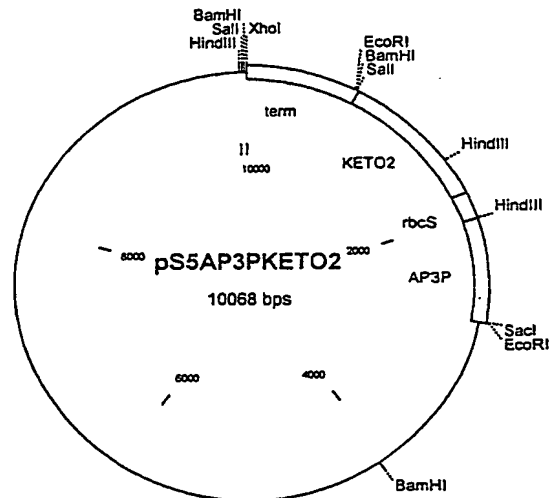 BamHI
SalI XhoI
HindIII
EcoRI
BamHI
SalI
term
10000
KETO2
HindIII
HindIII
rbcS
8000
pS5AP3PKETO2
2000
AP3P
10068 bps
SacI
EcoRI
6000
4000
BamHI